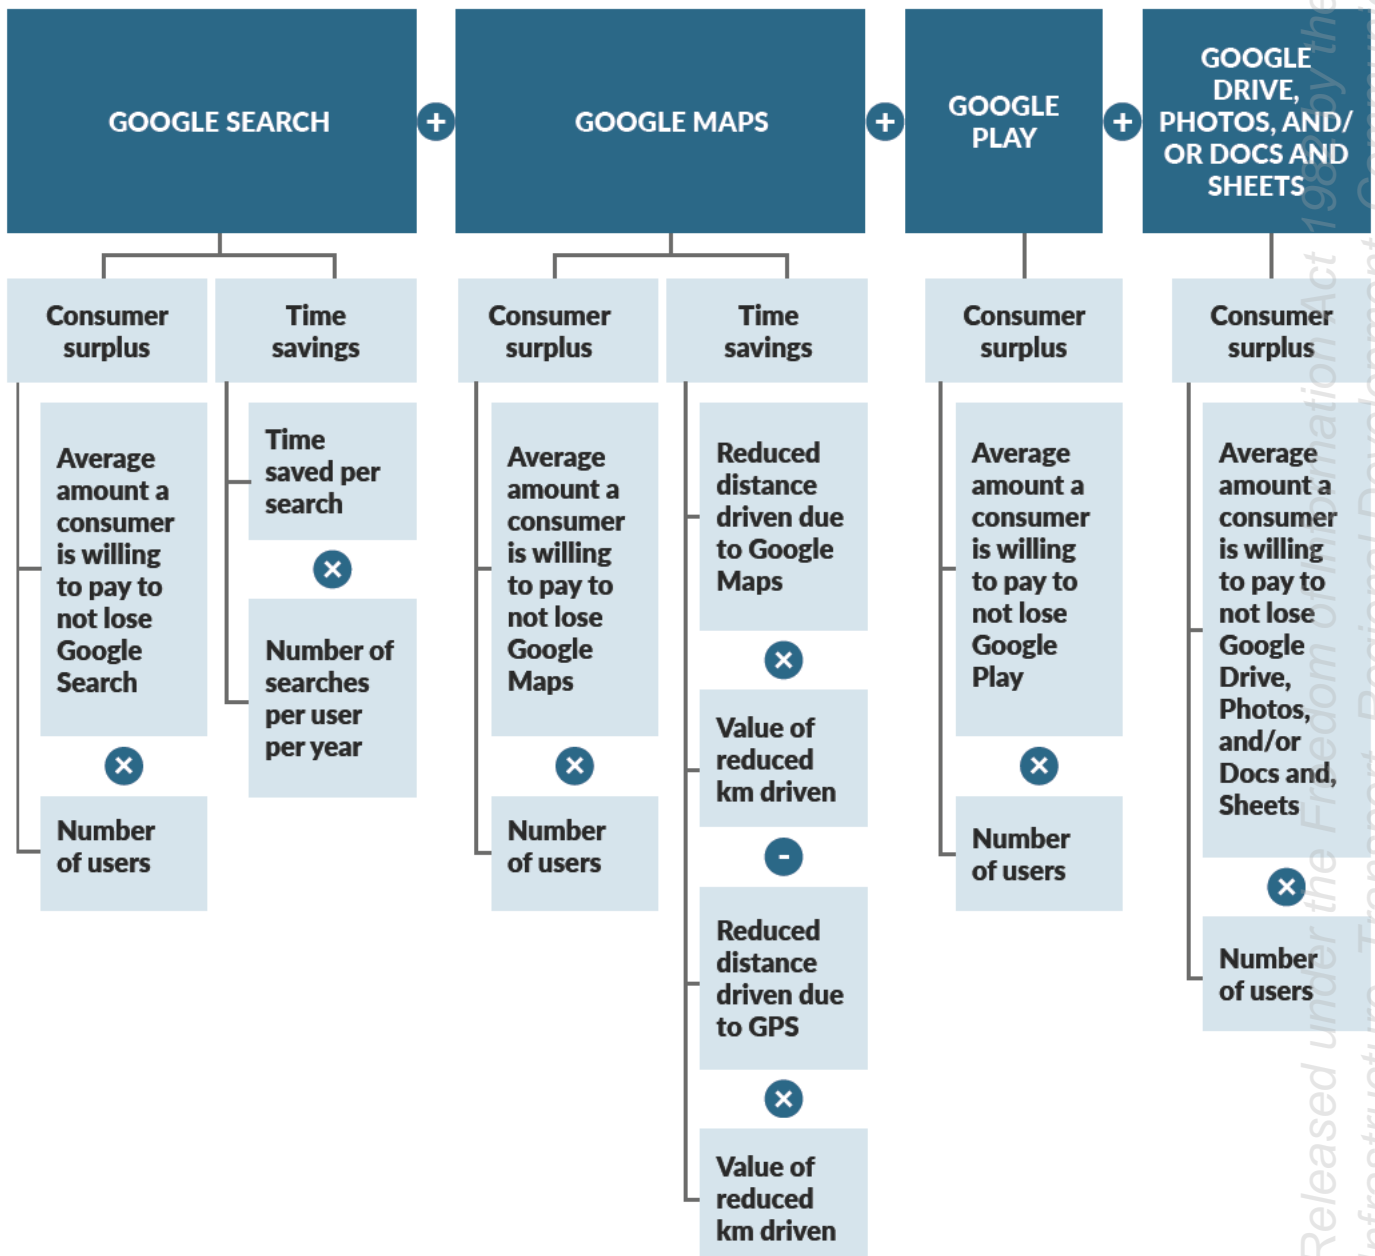 GOOGLE SEARCH
+
GOOGLE MAPS
+
GOOGLE
PLAY
+
GOOGLE
DRIVE,
PHOTOS, AND/
OR DOCS AND
SHEETS
Consumer
surplus
Average
amount a
consumer
is willing
to pay to
not lose
Google
Search
×
Number
of users
Time
savings
Time
saved per
search
×
Number of
searches
per user
per year
Consumer
surplus
Average
amount a
consumer
is willing
to pay to
not lose
Google
Maps
×
Number
of users
Time
savings
Reduced
distance
driven due
to Google
Maps
×
Value of
reduced
km driven
-
Reduced
distance
driven due
to GPS
×
Value of
reduced
km driven
Consumer
surplus
Average
amount a
consumer
is willing
to pay to
not lose
Google
Play
×
Number
of users
Consumer
surplus
Average
amount a
consumer
is willing
to pay to
not lose
Google
Drive,
Photos,
and/or
Docs and,
Sheets
×
Number
of users
Released under the Freedom of Information Act 1982 by the
Infrastructure, Transport, Regional Development,